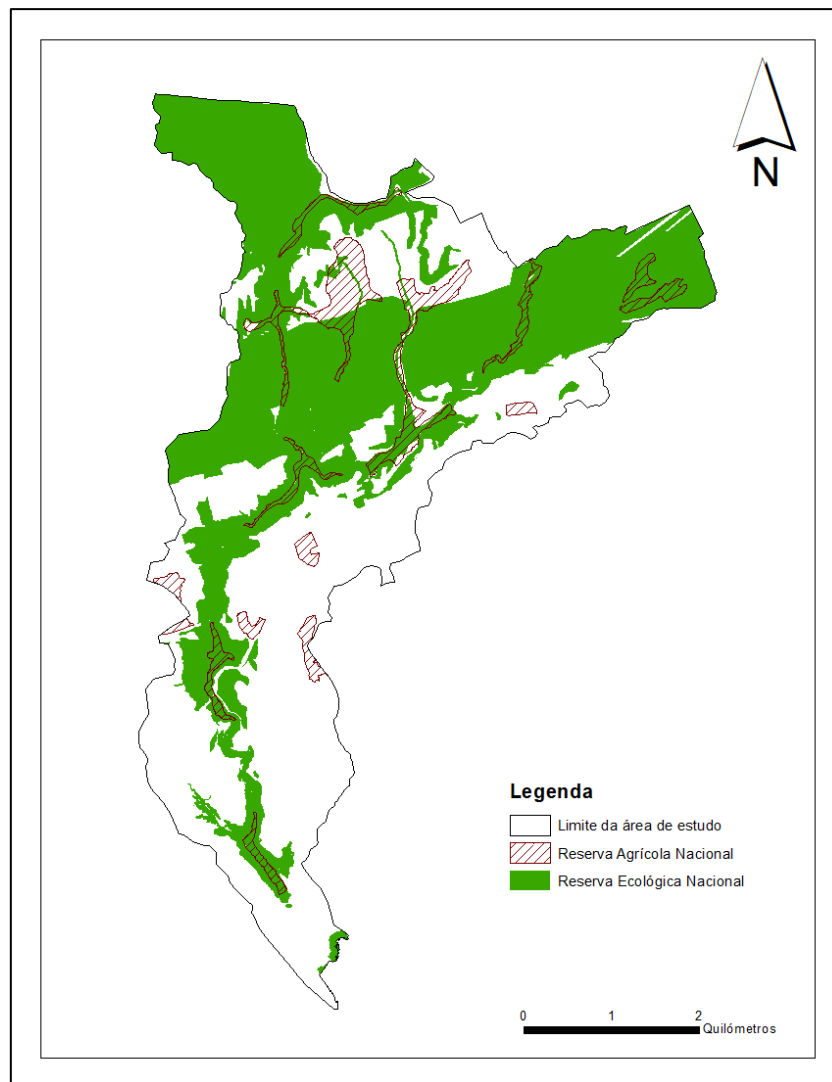 N
Legenda
Limite da área de estudo
Reserva Agrícola Nacional
Reserva Ecológica Nacional
0 1 2
Quilómetros